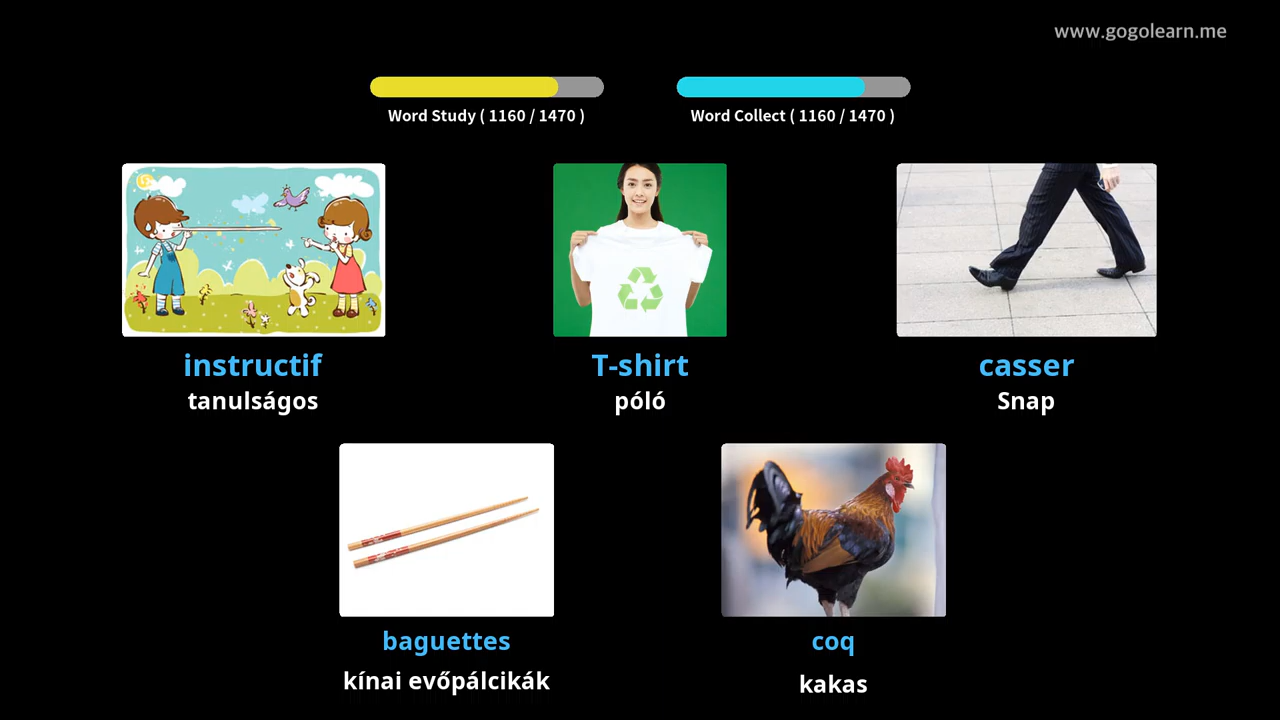 www.gogolearn.me
Word Study ( 1160 / 1470 )
Word Collect ( 1160 / 1470 )
instructif
tanulságos
T-shirt
póló
casser
Snap
baguettes
kínai evőpálcikák
coq
kakas